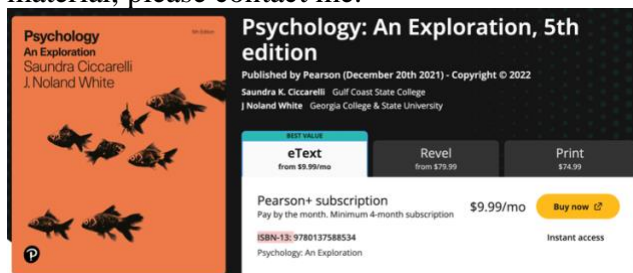 material, please contact me.
Psychology
5th Edition
An Exploration
Saundra Ciccarelli
J. Noland White
P
Psychology: An Exploration, 5th
edition
Published by Pearson (December 20th 2021) - Copyright © 2022
Saundra K. Ciccarelli Gulf Coast State College
J Noland White Georgia College & State University
BEST VALUE
eText
from $9.99/mo
Revel
from $79.99
Print
$74.99
Pearson+ subscription
Pay by the month. Minimum 4-month subscription
$9.99/mo
Buy now
ISBN-13: 9780137588534
Instant access
Psychology: An Exploration